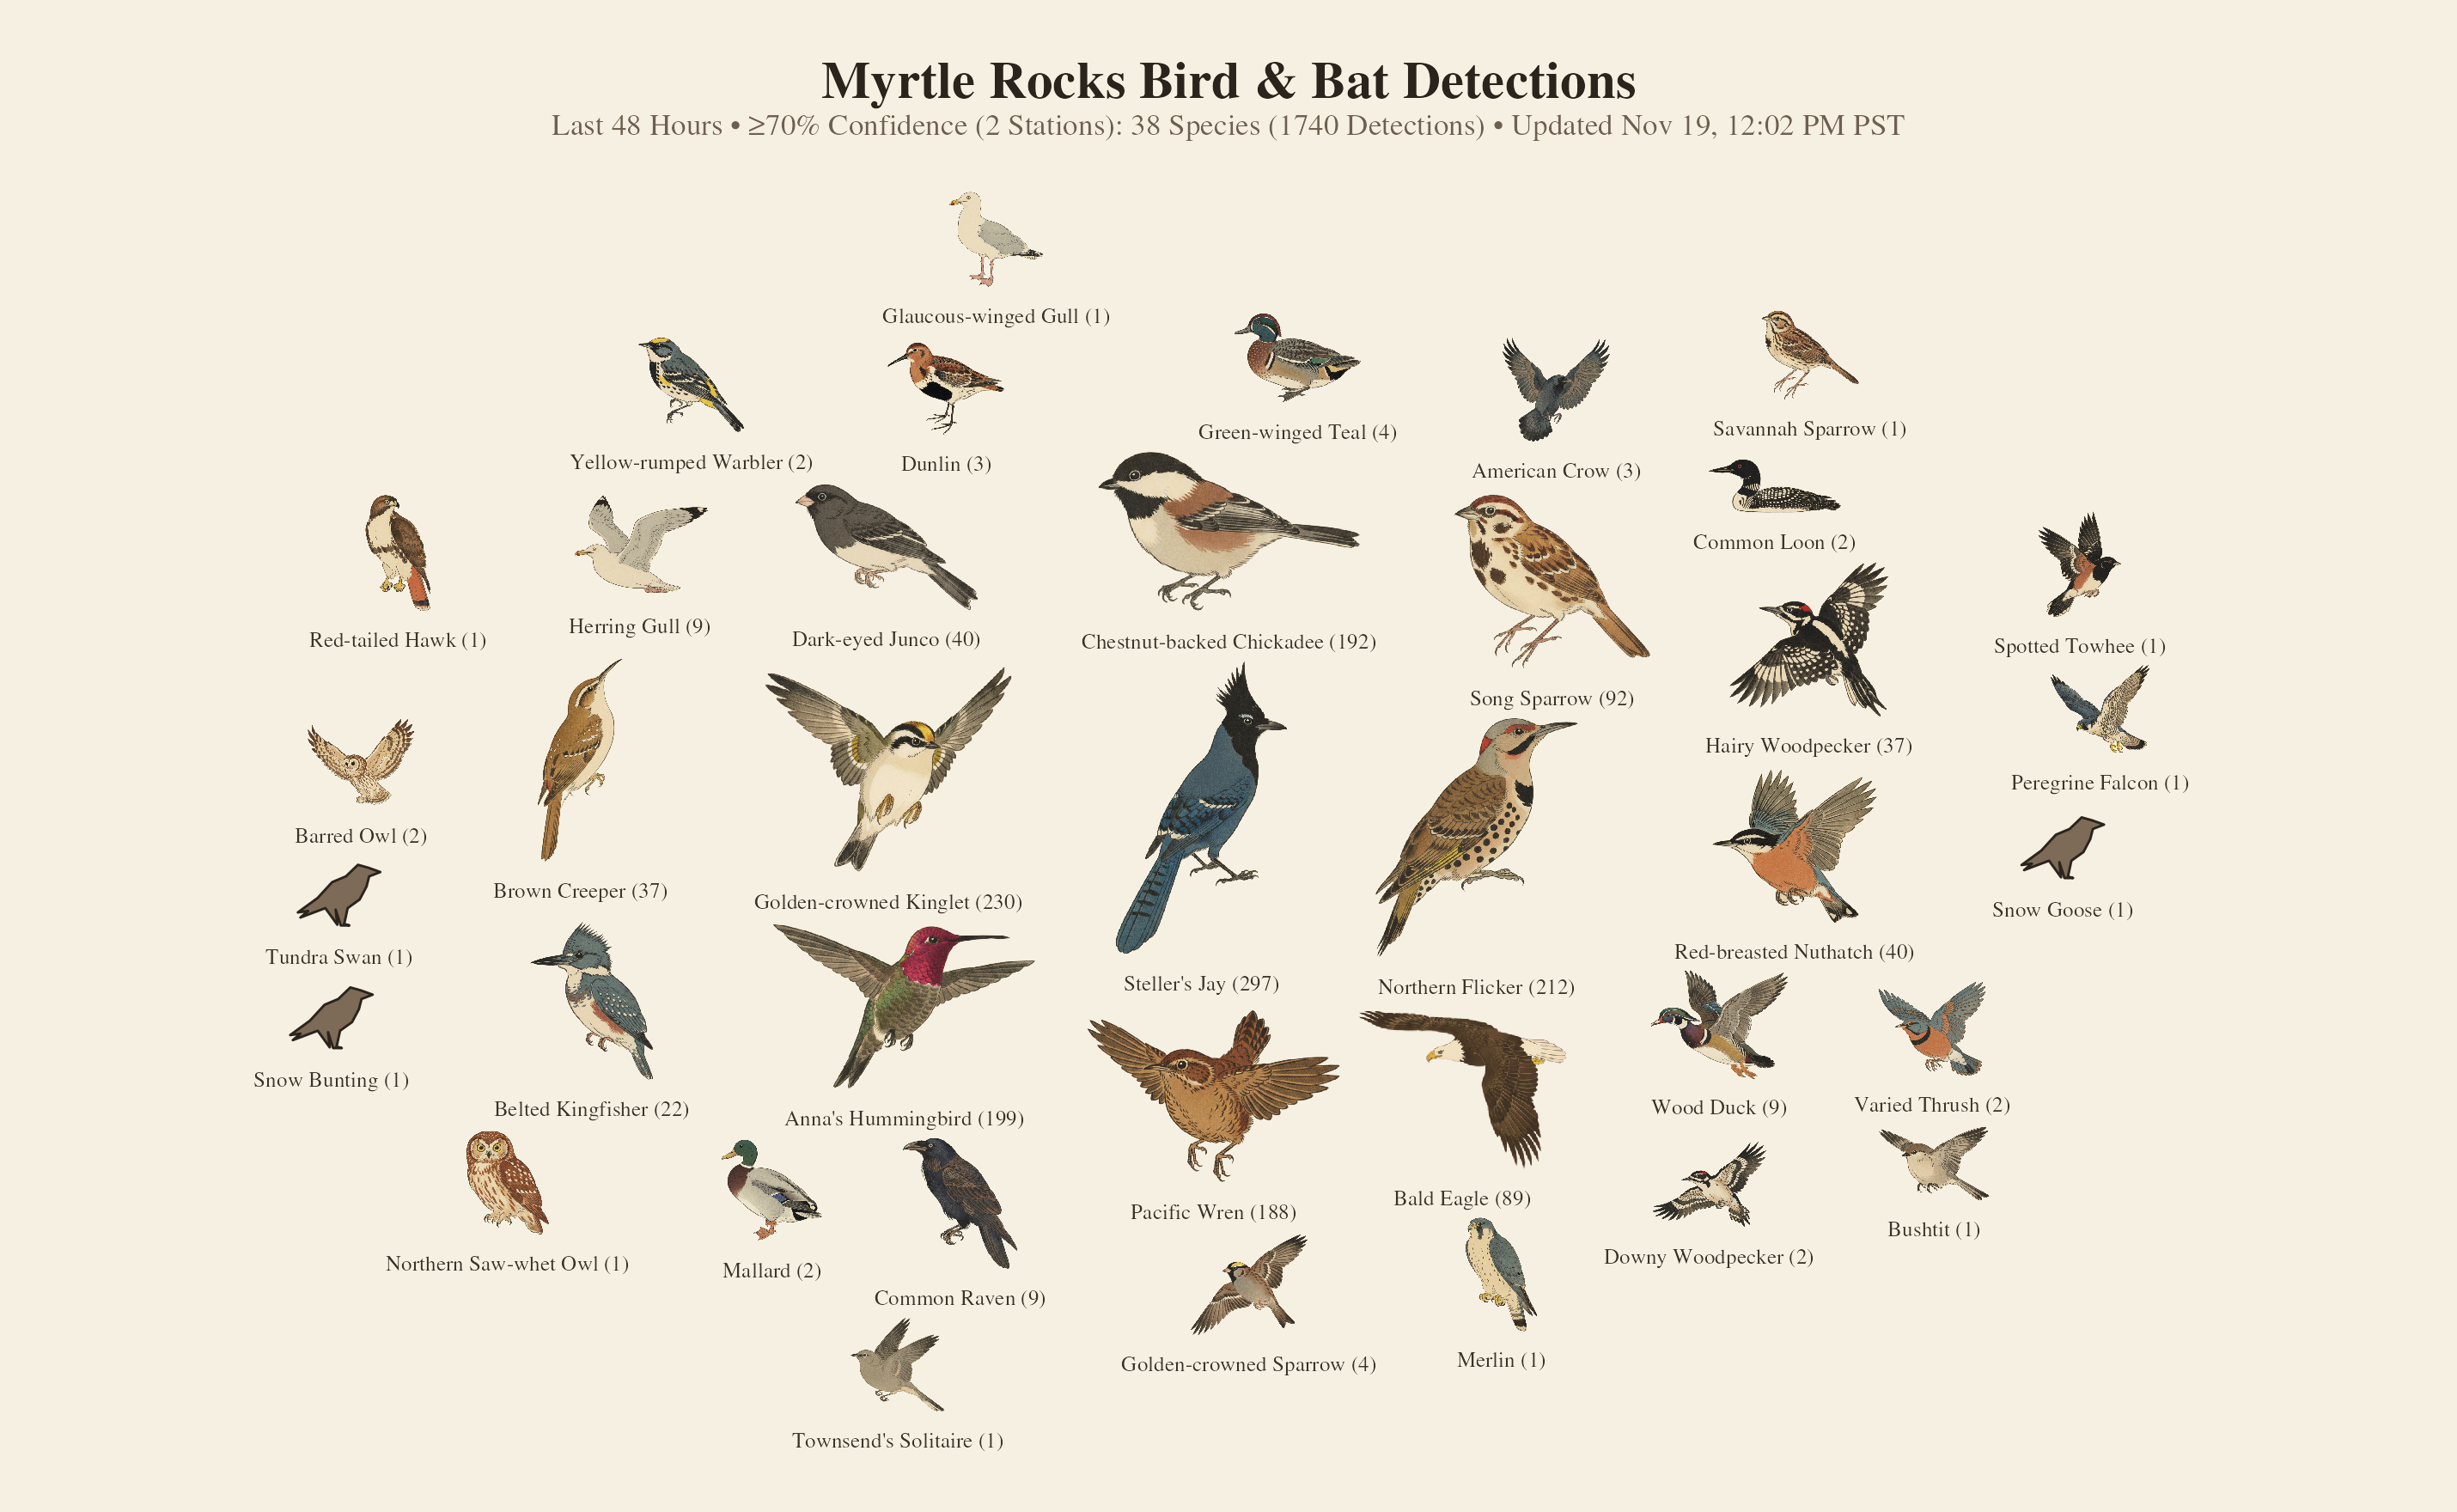 Myrtle Rocks Bird & Bat Detections
Last 48 Hours • ≥70% Confidence (2 Stations): 38 Species (1740 Detections) • Updated Nov 19, 12:02 PM PST
Glaucous-winged Gull (1)
Green-winged Teal (4)
Savannah Sparrow (1)
Yellow-rumped Warbler (2)
Dunlin (3)
American Crow (3)
Common Loon (2)
Red-tailed Hawk (1)
Herring Gull (9)
Dark-eyed Junco (40)
Chestnut-backed Chickadee (192)
Spotted Towhee (1)
Song Sparrow (92)
Hairy Woodpecker (37)
Peregrine Falcon (1)
Barred Owl (2)
Brown Creeper (37)
Golden-crowned Kinglet (230)
Snow Goose (1)
Tundra Swan (1)
Steller's Jay (297)
Northern Flicker (212)
Red-breasted Nuthatch (40)
Snow Bunting (1)
Belted Kingfisher (22)
Anna's Hummingbird (199)
Wood Duck (9)
Varied Thrush (2)
Pacific Wren (188)
Bald Eagle (89)
Bushtit (1)
Northern Saw-whet Owl (1)
Mallard (2)
Common Raven (9)
Downy Woodpecker (2)
Golden-crowned Sparrow (4)
Merlin (1)
Townsend's Solitaire (1)